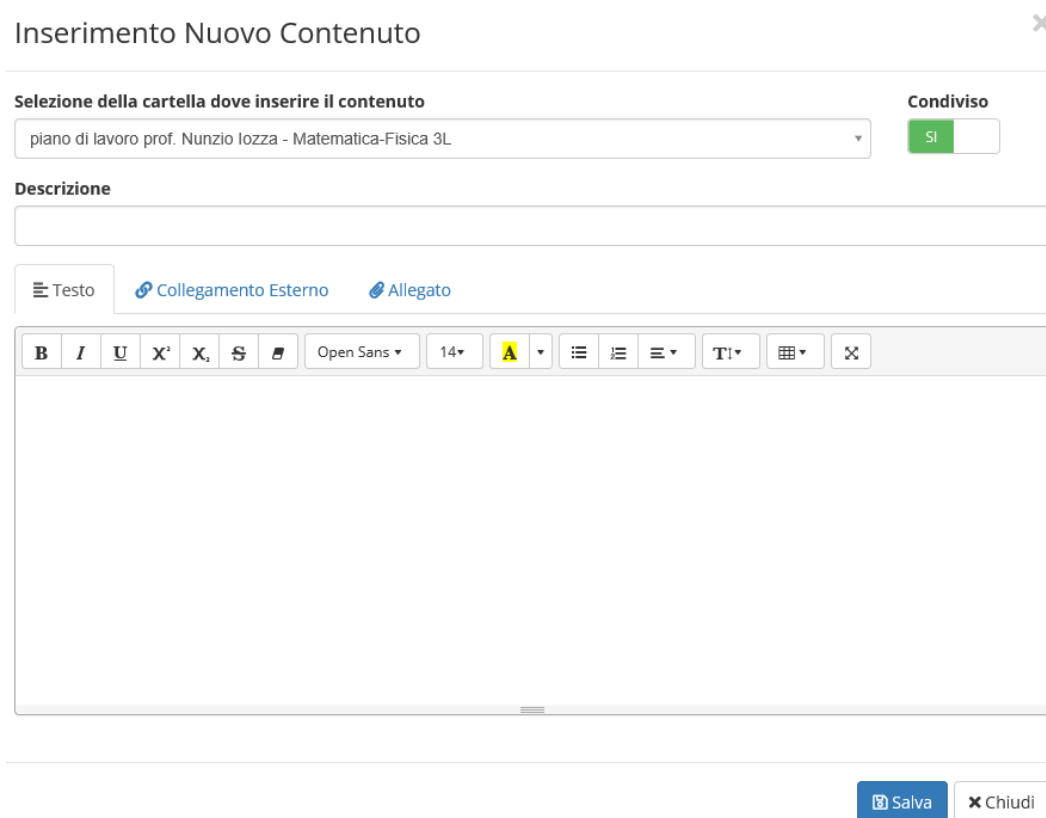 Inserimento Nuovo Contenuto
Selezione della cartella dove inserire il contenuto
Condiviso
piano di lavoro prof. Nunzio Iozza - Matematica-Fisica 3L
SI
Descrizione
Testo Collegamento Esterno Allegato
B I U X² X₂ S Open Sans 14 A T
Salva Chiudi